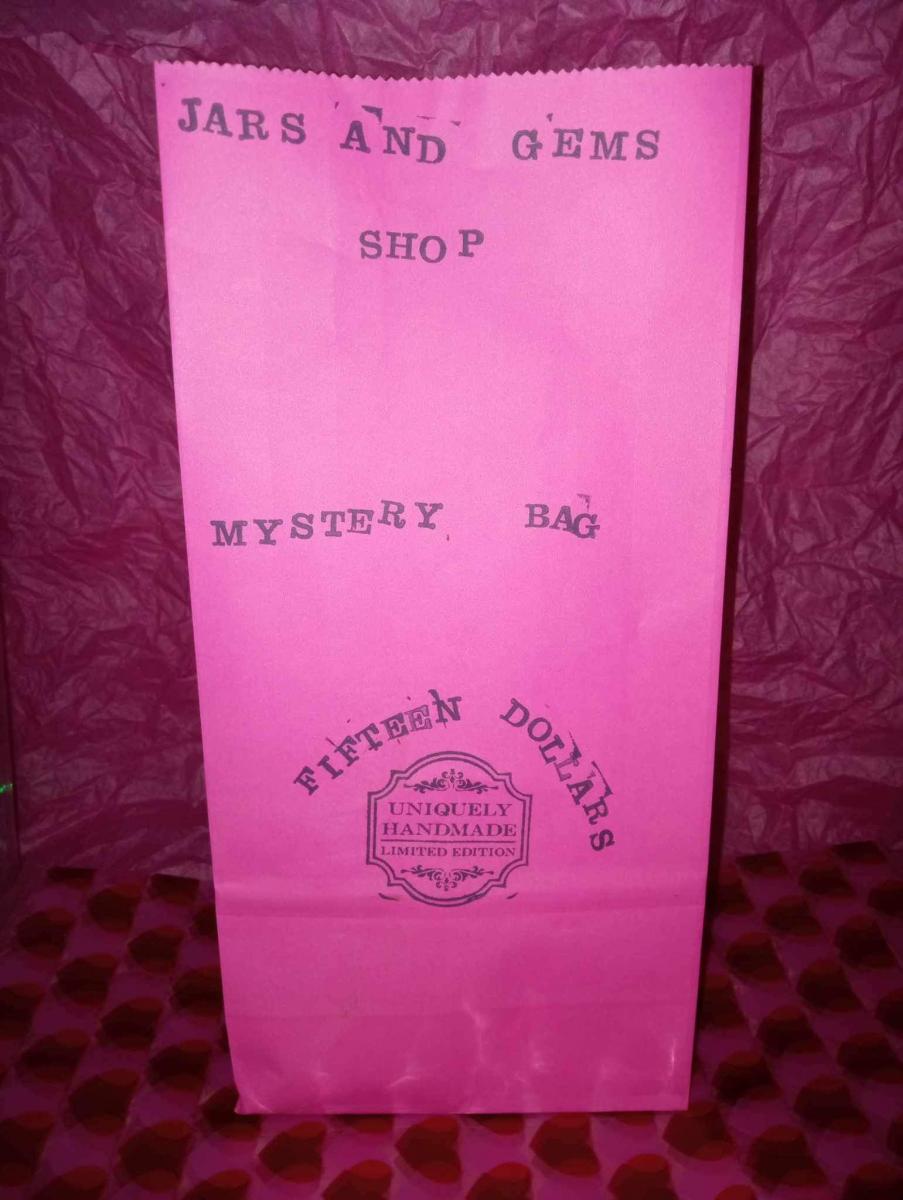 JARS AND GEMS
SHOP
MYSTERY BAG
FIFTEEN DOLLARS
UNIQUELY
HANDMADE
LIMITED EDITION